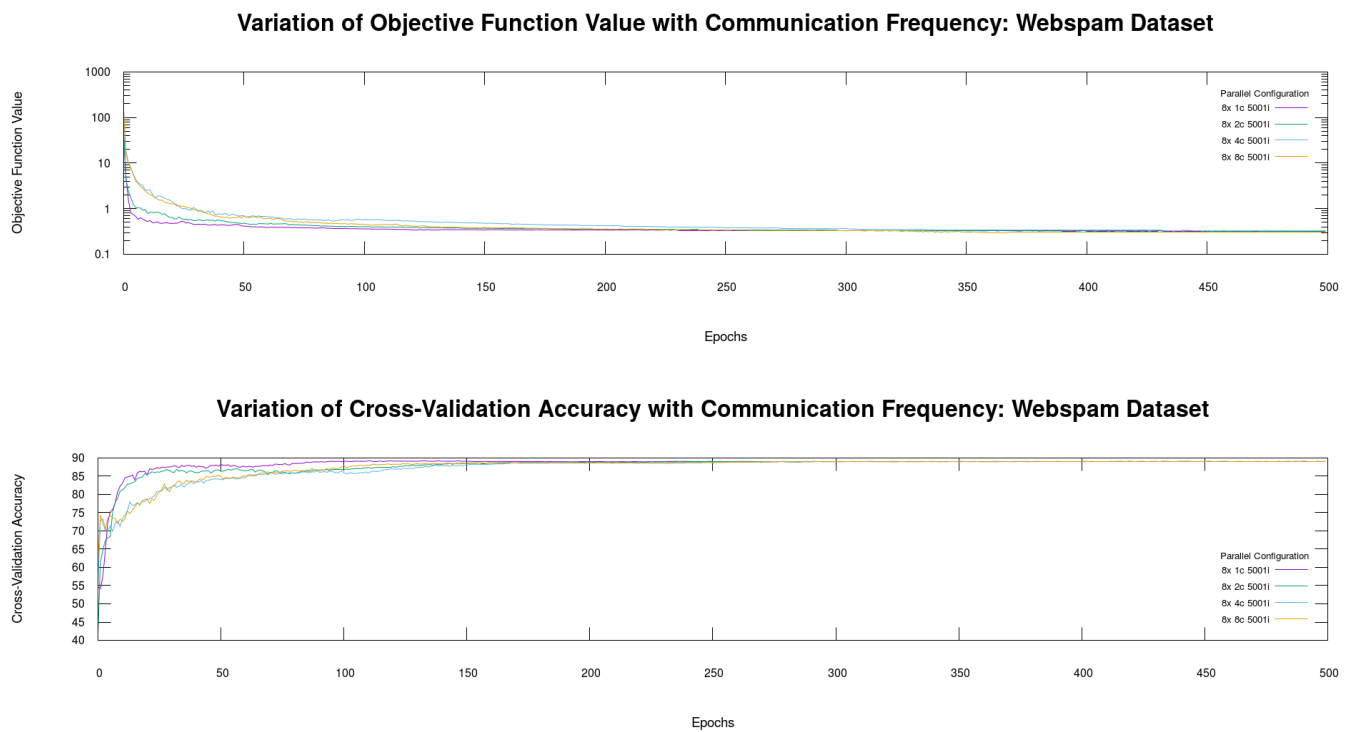 Variation of Objective Function Value with Communication Frequency: Webspam Dataset
Objective Function Value
1000
100
10
1
0.1
Parallel Configuration
8x 1c 5001i
8x 2c 5001i
8x 4c 5001i
8x 8c 5001i
0 50 100 150 200 250 300 350 400 450 500
Epochs
Variation of Cross-Validation Accuracy with Communication Frequency: Webspam Dataset
Cross-Validation Accuracy
90
85
80
75
70
65
60
55
50
45
40
Parallel Configuration
8x 1c 5001i
8x 2c 5001i
8x 4c 5001i
8x 8c 5001i
0 50 100 150 200 250 300 350 400 450 500
Epochs